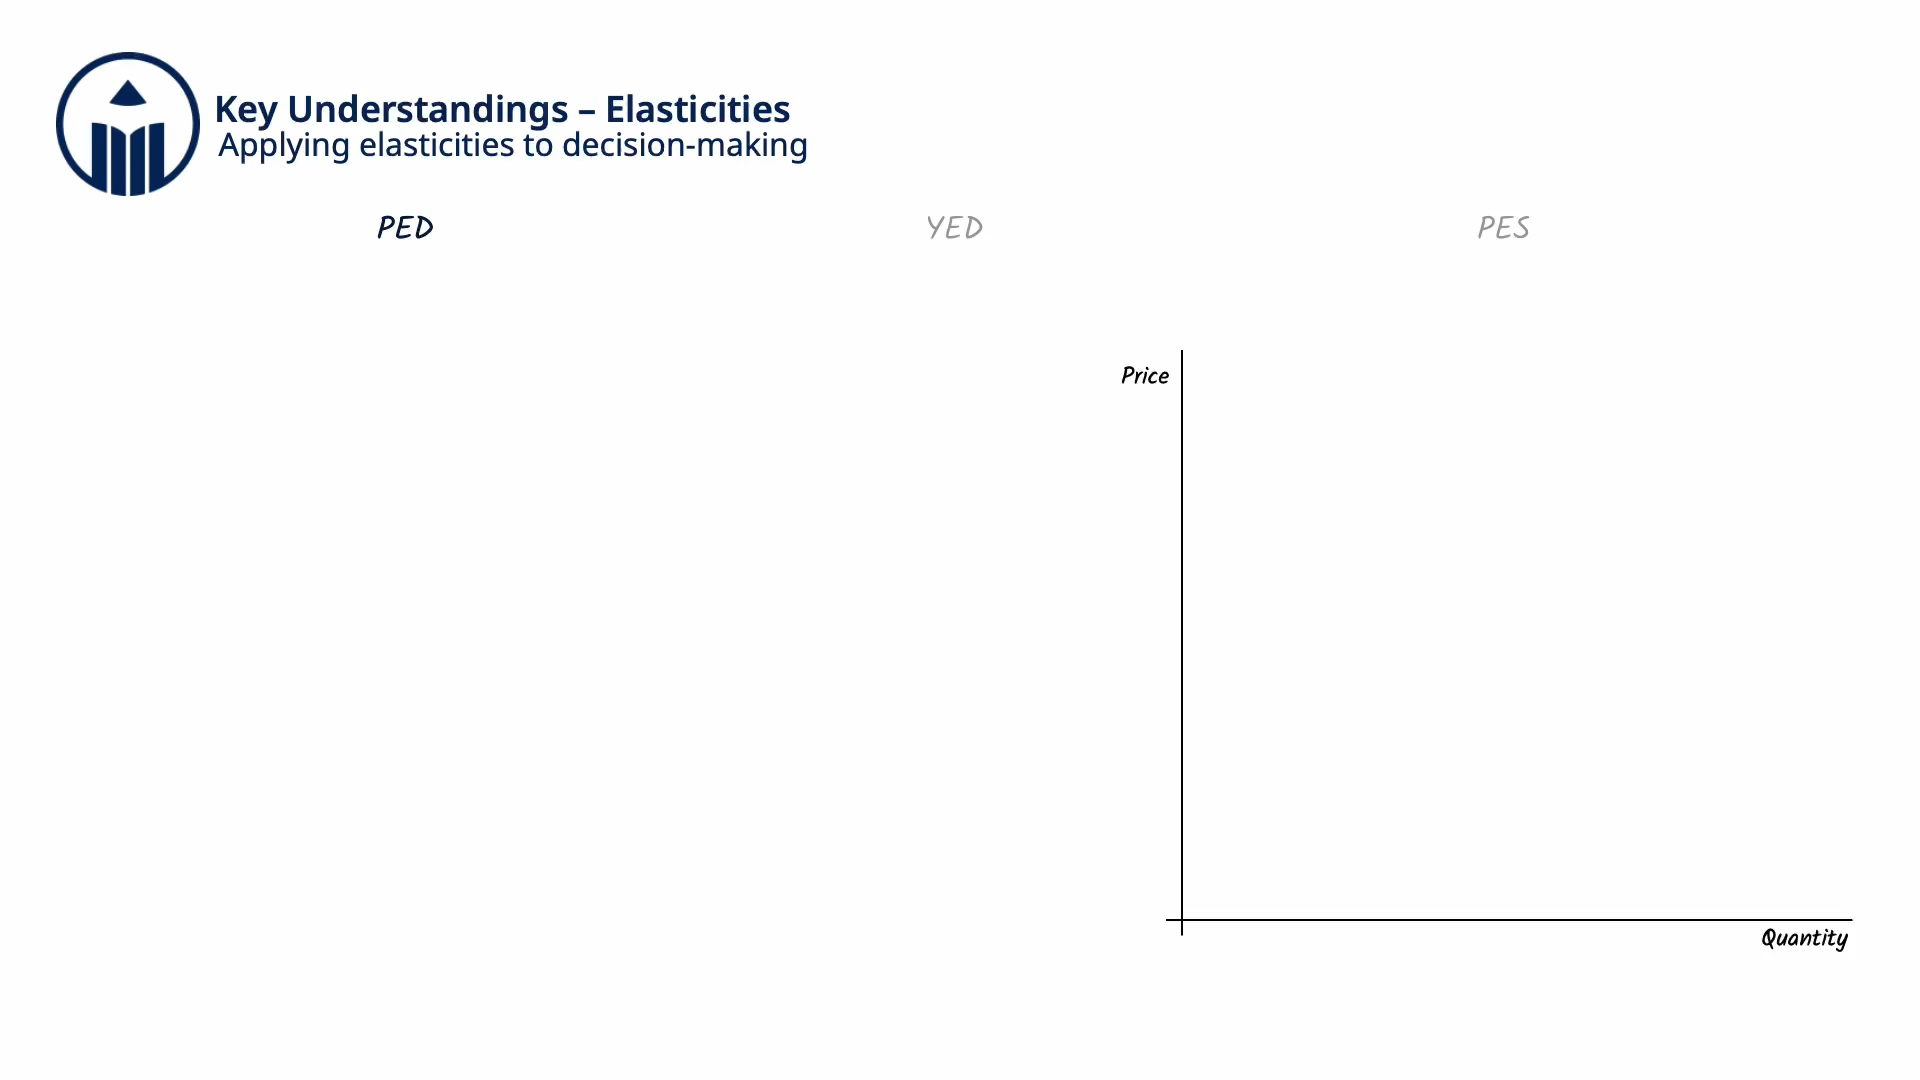 Key Understandings – Elasticities
Applying elasticities to decision-making
PED YED PES
Price
Quantity